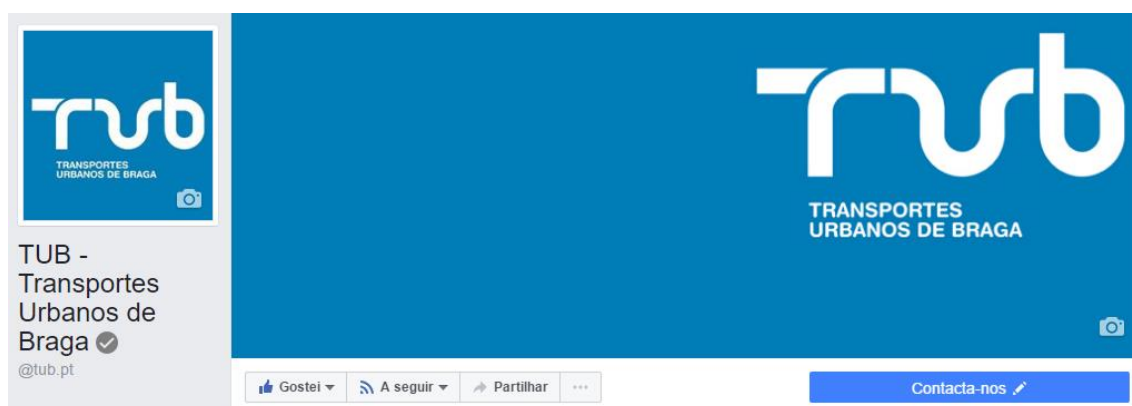 TUb
TRANSPORTES
URBANOS DE BRAGA
TUB -
Transportes
Urbanos de
Braga
@tub.pt
TUb
TRANSPORTES
URBANOS DE BRAGA
Gostei
A seguir
Partilhar
Contacta-nos